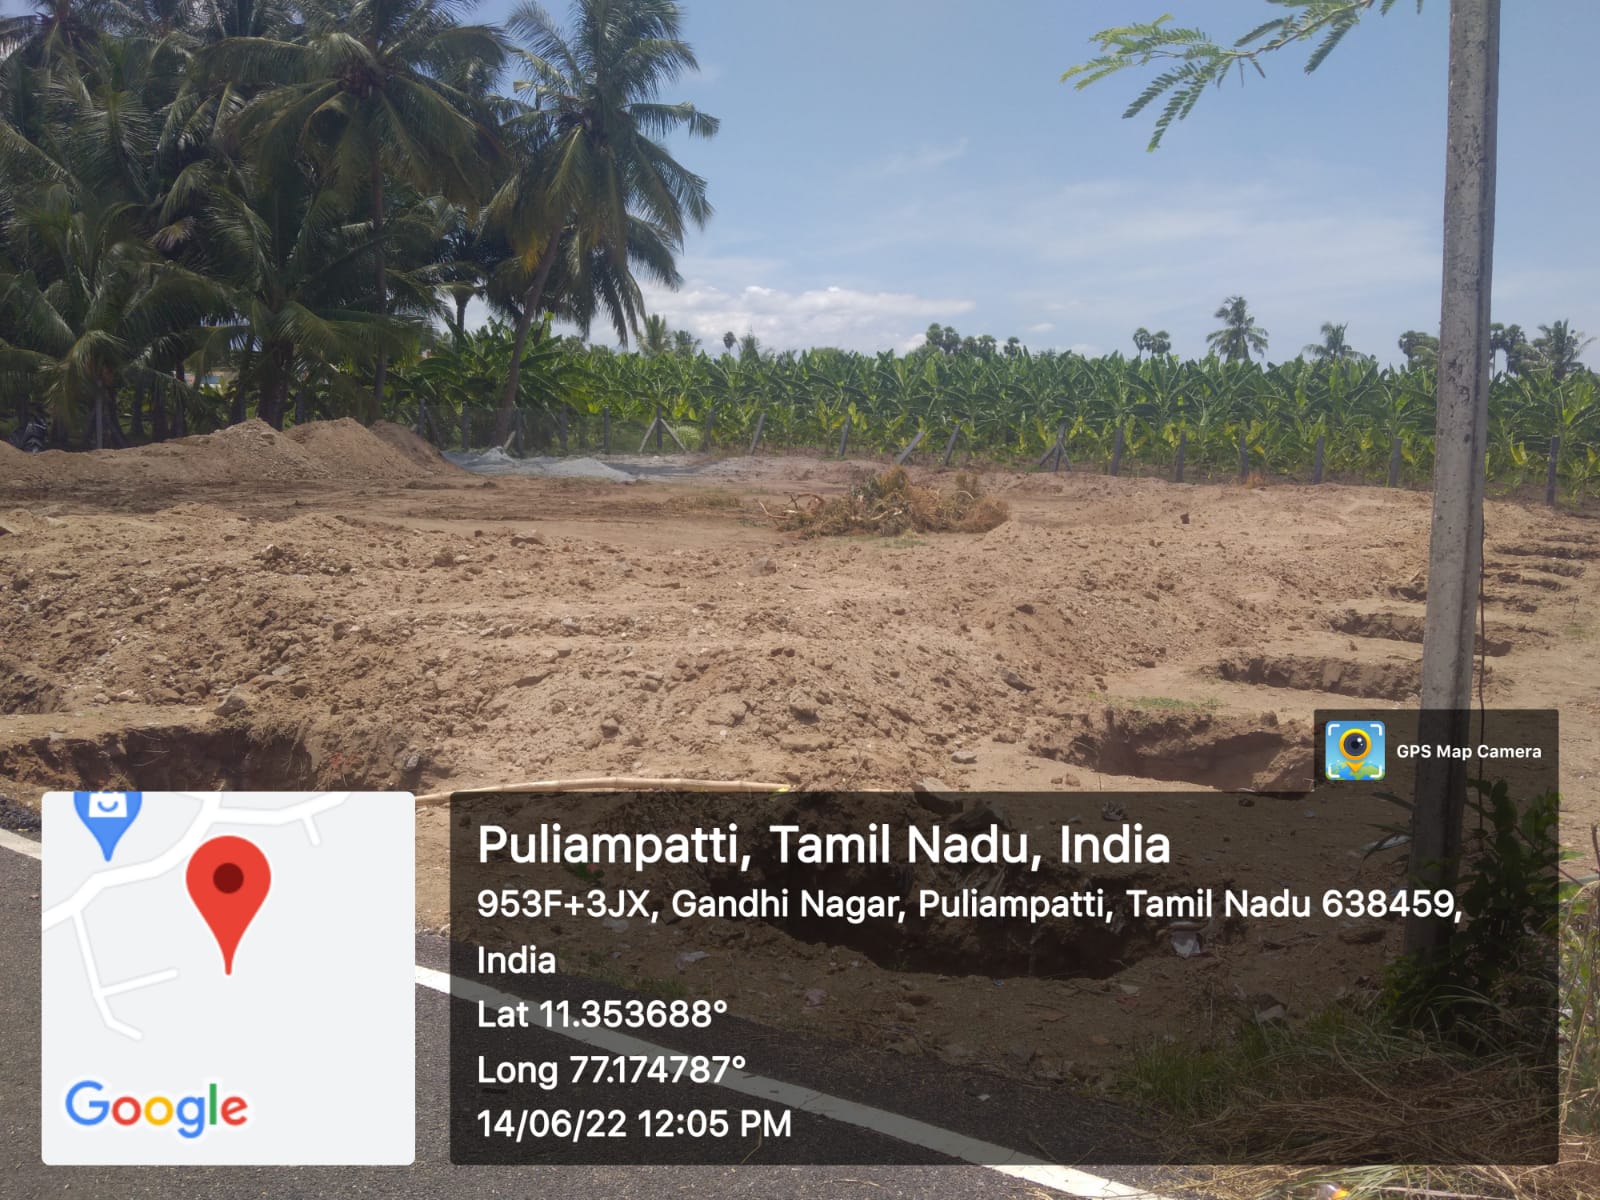 GPS Map Camera
Puliampatti, Tamil Nadu, India
953F+3JX, Gandhi Nagar, Puliampatti, Tamil Nadu 638459,
India
Lat 11.353688°
Long 77.174787°
14/06/22 12:05 PM
Google